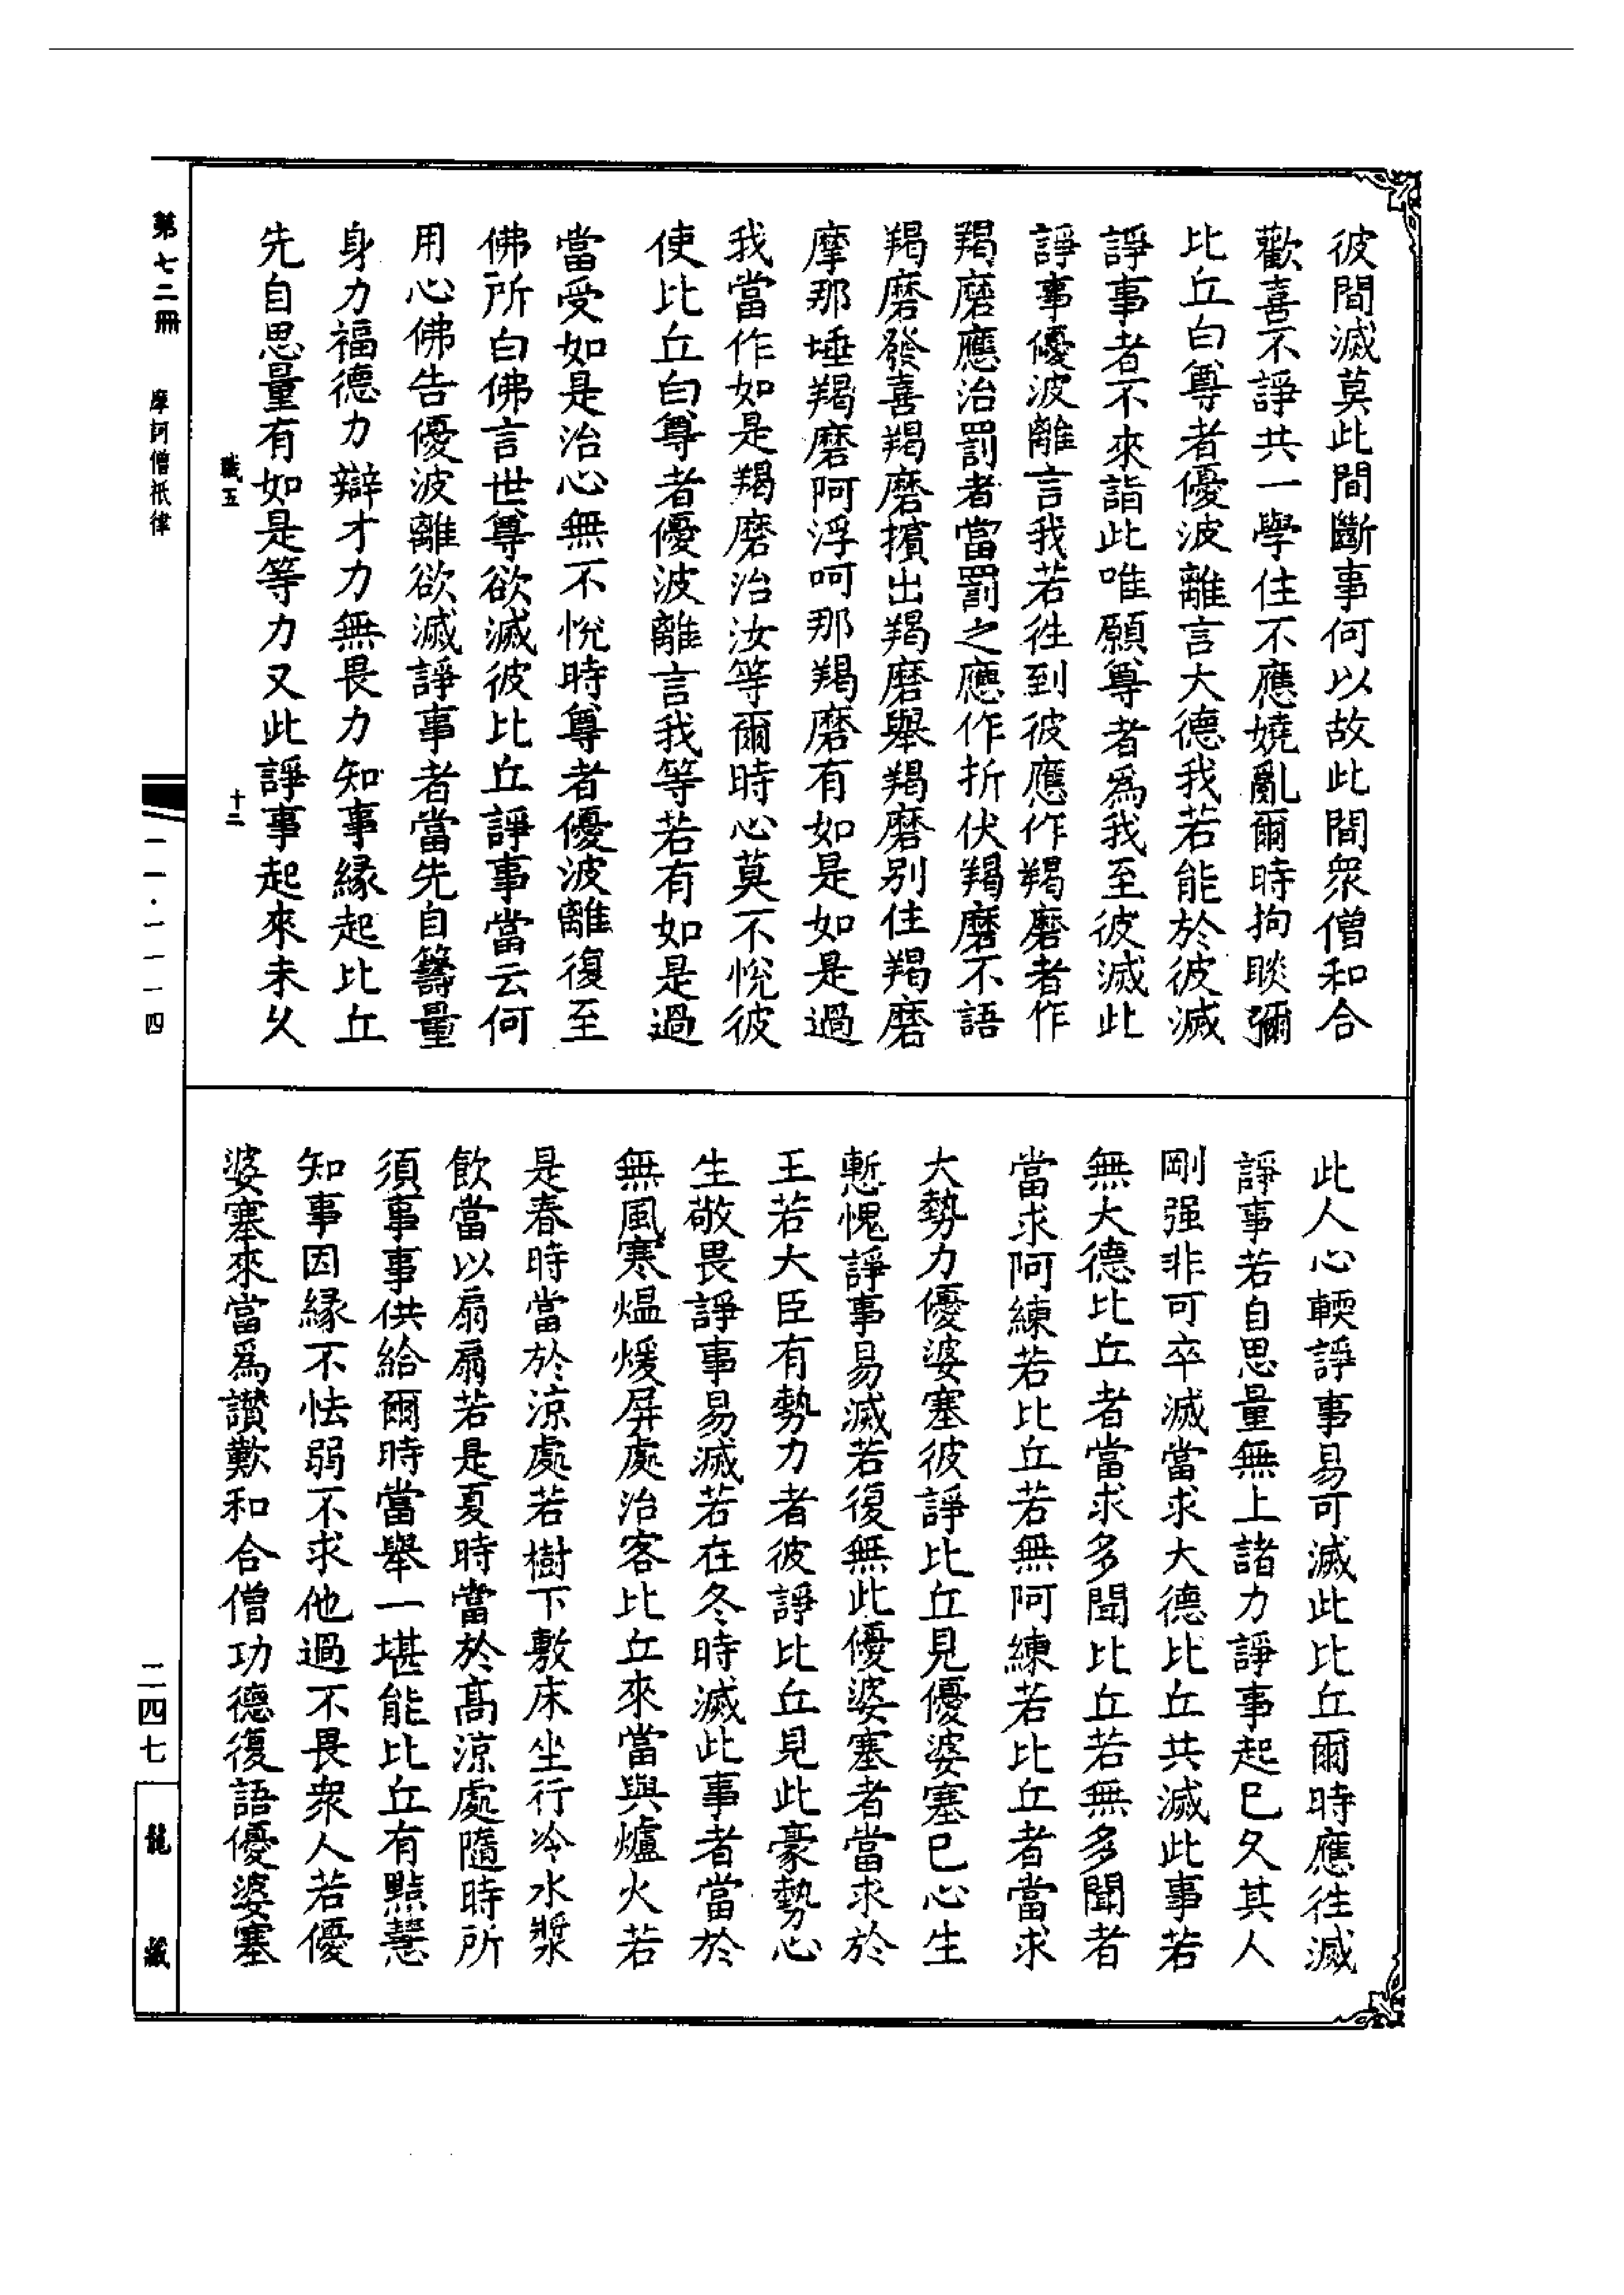 彼間滅莫此間斷事何以故此間衆僧和合
歡喜不諍共一學住不應嬈亂爾時拘睒彌
比丘白尊者優波離言大德我若能於彼滅
諍事者不來詣此唯願尊者爲我至彼滅此
諍事優波離言我若徃到彼應作羯磨者作
羯磨應治罰者當罰之應作折伏羯磨不語
羯磨發喜羯磨擯出羯磨舉羯磨別住羯磨
摩那埵羯磨阿浮呵那羯磨有如是如是過
我當作如是羯磨治汝等爾時心莫不悅彼
使比丘白尊者優波離言我等若有如是過
當受如是治心無不悅時尊者優波離復至
佛所白佛言世尊欲滅彼比丘諍事當云何
用心佛告優波離欲滅諍事者當先自籌量
身力福德力辯才力無畏力知事緣起比丘
先自思量有如是等力又此諍事起來未久
此人心輭諍事易可滅此比丘爾時應徃滅
諍事若自思量無上諸力諍事起巳久其人
剛强非可卒滅當求大德比丘共滅此事若
無大德比丘者當求多聞比丘若無多聞者
當求阿練若比丘若無阿練若比丘者當求
大勢力優婆塞彼諍比丘見優婆塞巳心生
慙愧諍事易滅若復無此優婆塞者當求於
王若大臣有勢力者彼諍比丘見此豪勢心
生敬畏諍事易滅若在冬時滅此事者當於
無風寒煴煖屏處治客比丘來當與爐火若
是春時當於涼處若樹下敷床坐行冷水漿
飲當以扇扇若是夏時當於高涼處隨時所
須事事供給爾時當舉一堪能比丘有黠慧
知事因緣不怯弱不求他過不畏衆人若優
婆塞來當爲讃歎和合僧功德復語優婆塞
第七二冊
摩訶僧祇律
職五
十二
一一·一一一四
二四七
龍藏